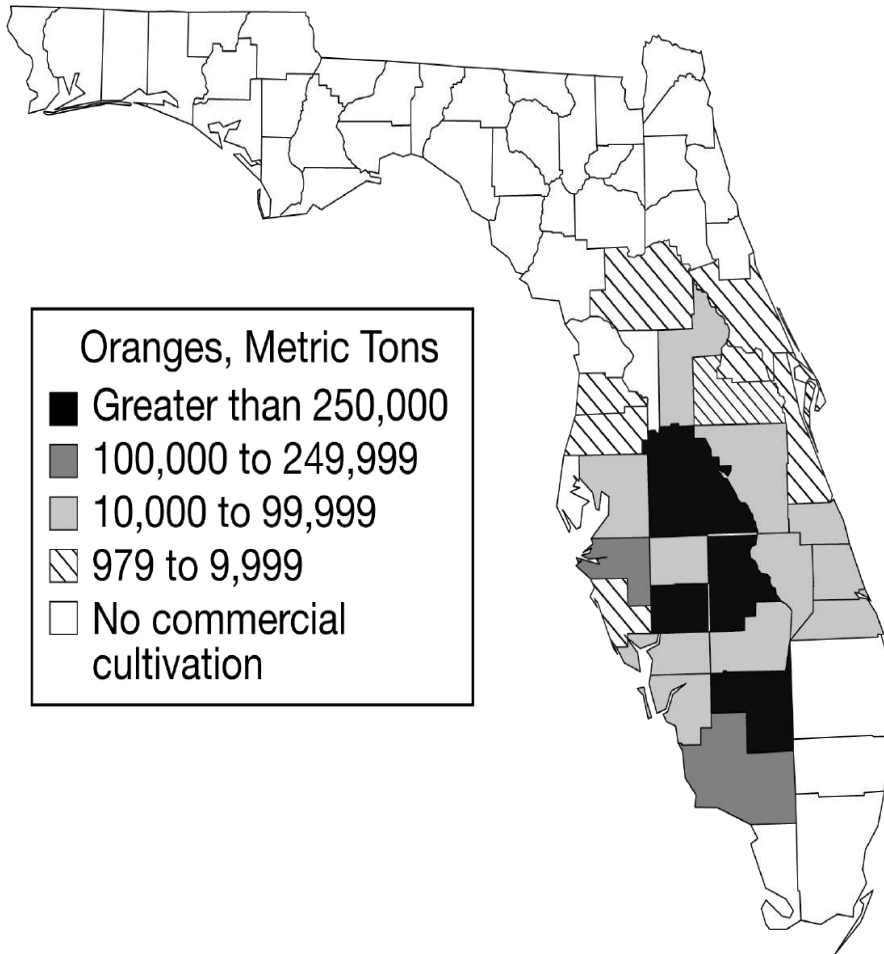 Oranges, Metric Tons
Greater than 250,000
100,000 to 249,999
10,000 to 99,999
979 to 9,999
No commercial
cultivation